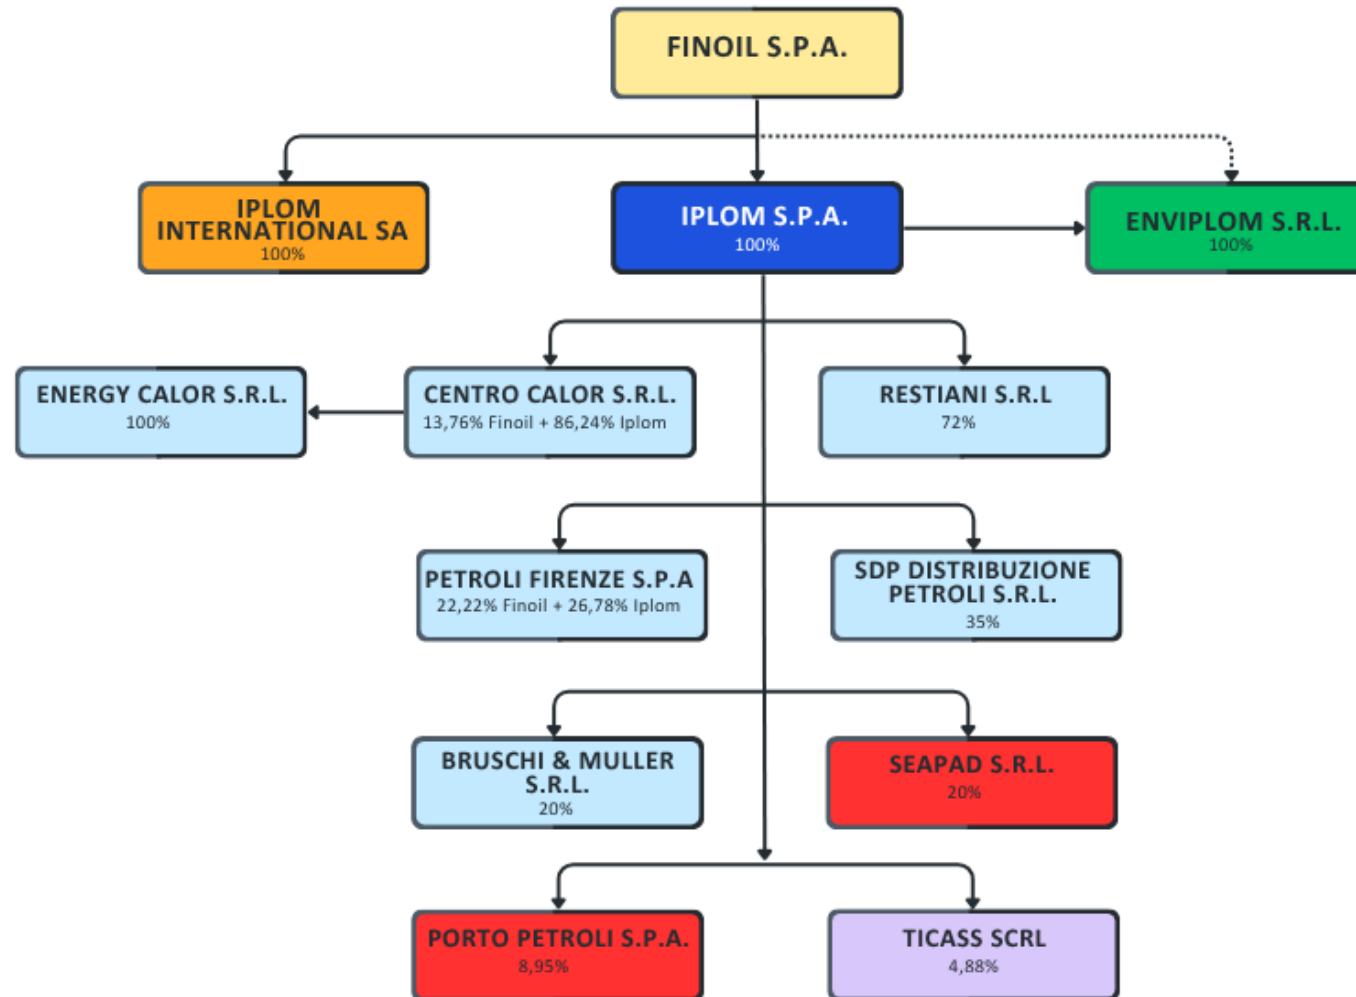 FINOIL S.P.A.
IPLOM
INTERNATIONAL SA
100%
IPLOM S.P.A.
100%
ENVIPLOM S.R.L.
100%
ENERGY CALOR S.R.L.
100%
CENTRO CALOR S.R.L.
13,76% Finoil + 86,24% Iplom
RESTIANI S.R.L
72%
PETROLI FIRENZE S.P.A
22,22% Finoil + 26,78% Iplom
SDP DISTRIBUZIONE
PETROLI S.R.L.
35%
BRUSCHI & MULLER
S.R.L.
20%
SEAPAD S.R.L.
20%
PORTO PETROLI S.P.A.
8,95%
TICASS SCRL
4,88%